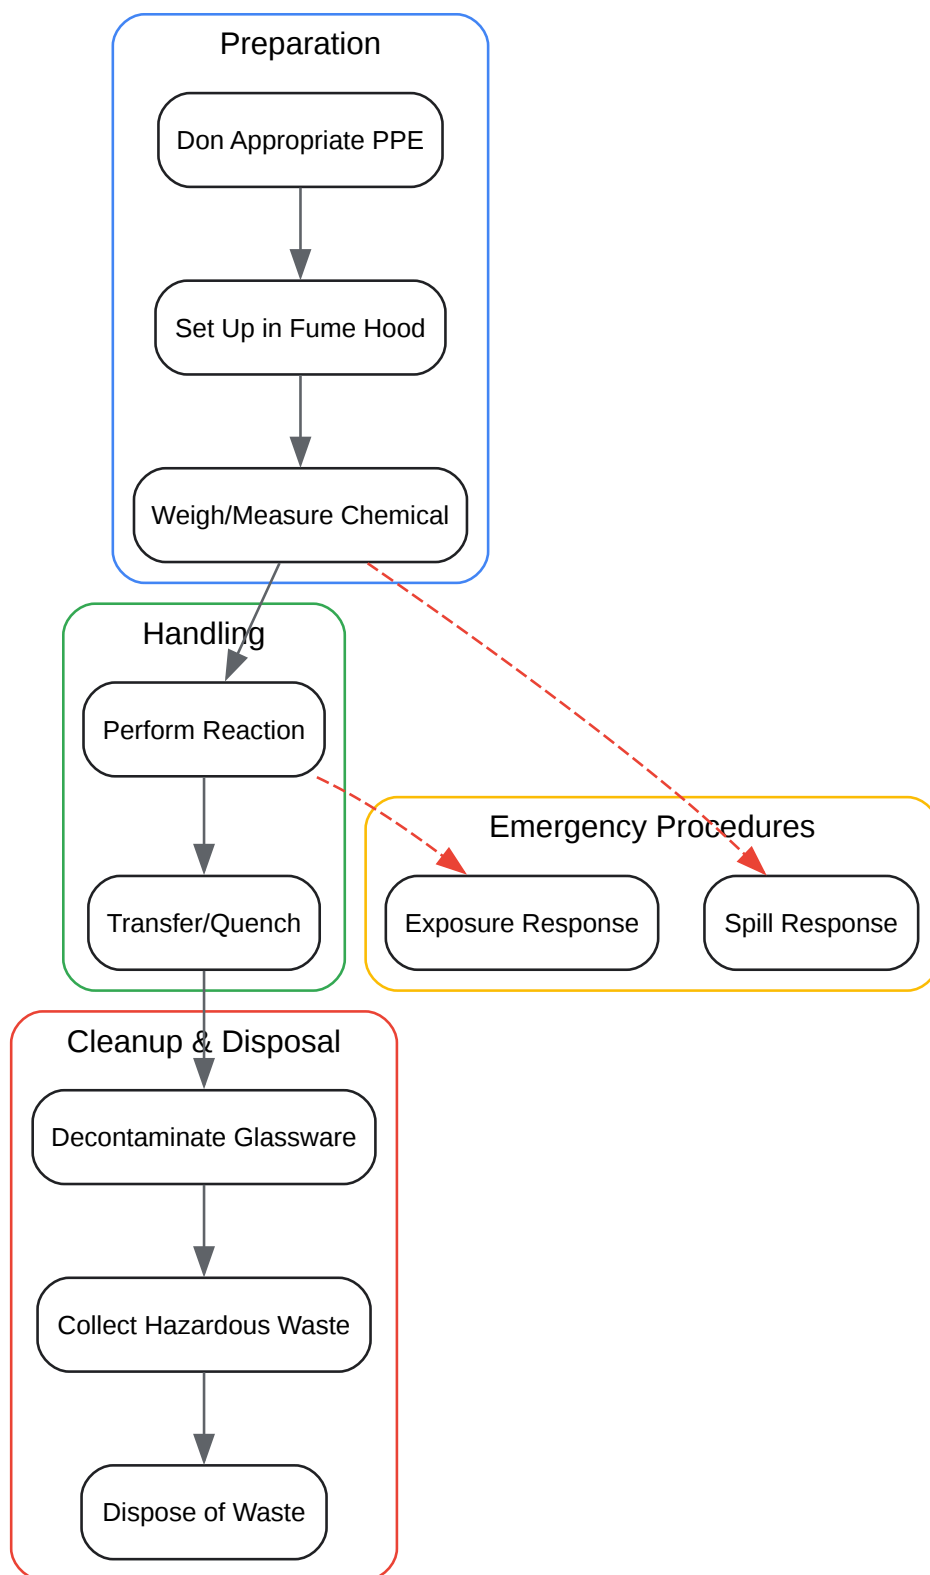 Preparation
Don Appropriate PPE
Set Up in Fume Hood
Weigh/Measure Chemical
Handling
Perform Reaction
Transfer/Quench
Emergency Procedures
Exposure Response
Spill Response
Cleanup & Disposal
Decontaminate Glassware
Collect Hazardous Waste
Dispose of Waste